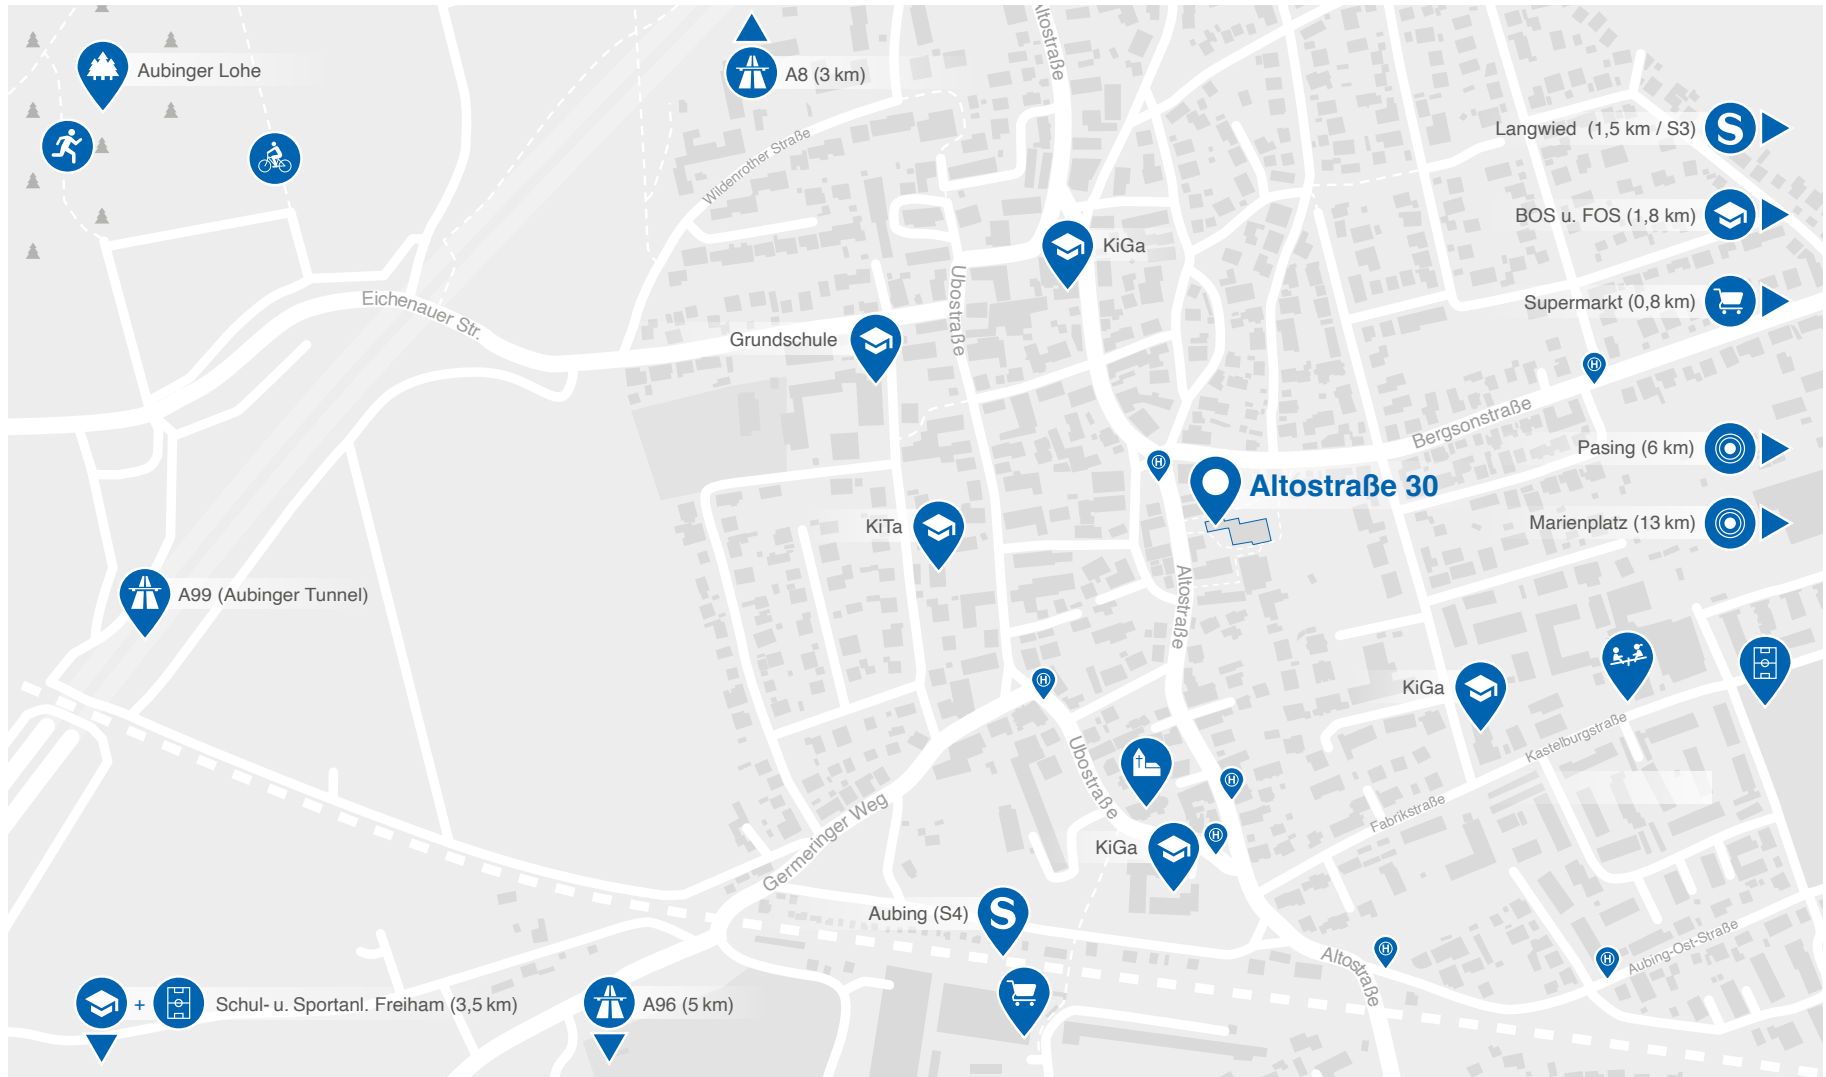 Altostraße
Aubinger Lohe
A8 (3 km)
Langwied (1,5 km / S3)
S
Wildenrother Straße
BOS u. FOS (1,8 km)
KiGa
Eichenauer Str.
Ubostraße
Supermarkt (0,8 km)
Grundschule
H
Bergsonstraße
Pasing (6 km)
H
Altostraße 30
KiTa
Marienplatz (13 km)
A99 (Aubinger Tunnel)
Altostraße
H
KiGa
Kastelburgstraße
Ubostraße
H
Fabrikstraße
Germeringer Weg
H
KiGa
Aubing (S4)
S
Altostraße
H
H
Aubing-Ost-Straße
+
Schul- u. Sportanl. Freiham (3,5 km)
A96 (5 km)